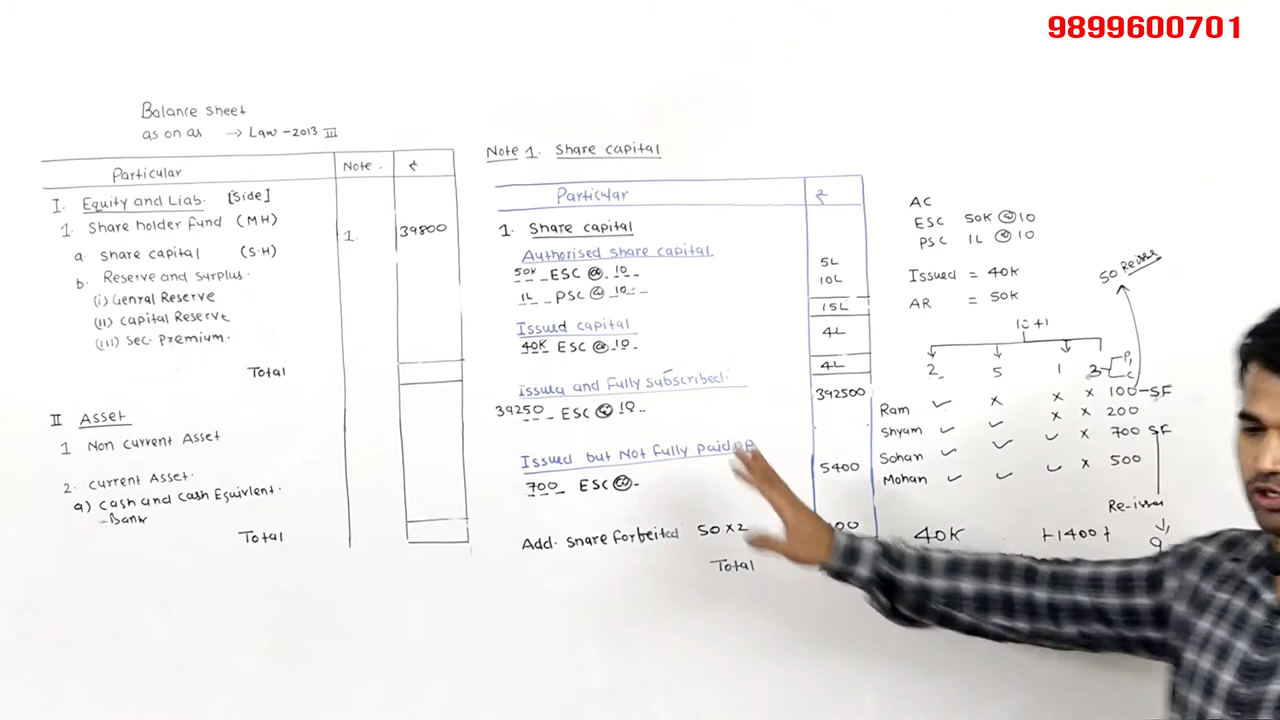 9899600701
Balance sheet
as on as → Law - 2013 III
Particular Note. ₹
I. Equity and Liab. [Side]
1. Share holder fund (MH)
a. Share capital (S.H) 1. 39800
b. Reserve and surplus.
(i) Genral Reserve
(ii) Capital Reserve
(iii) Sec. Premium.
Total
II Asset
1 Non current Asset
2. Current Asset.
a) Cash and cash Equivlent.
- Bank
Total
Note 1. Share capital
Particular ₹
1. Share capital
Authorised share capital
50K ESC @ 10 5L
1L PSC @ 10 10L
15L
Issued capital
40K ESC @ 10 4L
4L
Issued and Fully subscribed.
39250 ESC @ 10 392500
Issued but Not fully paid up
700 ESC @ 5400
Add. Share forbeited 50 × 2
Total
AC
ESC 50K @ 10
PSC 1L @ 10
Issued = 40K
AR = 50K
50 Reissu
10 + 1
2 5 1 3 P, C
Ram ✓ × × × 100 - SF
Shyam ✓ ✓ × × 200
Sohan ✓ ✓ ✓ × 700 SF
Mohan ✓ ✓ ✓ × 500
Re-issu
40K 9